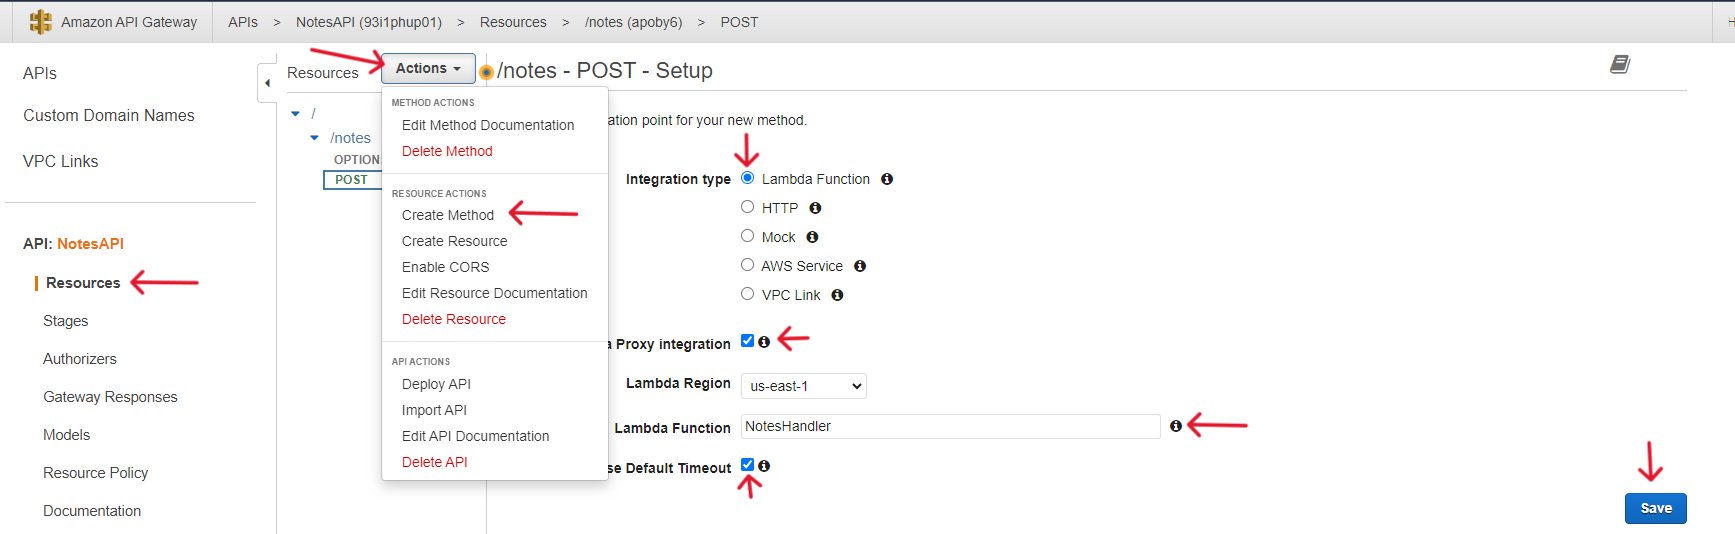 Amazon API Gateway APIs > NotesAPI (93i1phup01) > Resources > /notes (apoby6) > POST
APIs
Custom Domain Names
VPC Links
API: NotesAPI
Resources
Stages
Authorizers
Gateway Responses
Models
Resource Policy
Documentation
Resources
Actions
/
/notes
OPTION
POST
METHOD ACTIONS
Edit Method Documentation
Delete Method
RESOURCE ACTIONS
Create Method
Create Resource
Enable CORS
Edit Resource Documentation
Delete Resource
API ACTIONS
Deploy API
Import API
Edit API Documentation
Delete API
/notes - POST - Setup
ation point for your new method.
Integration type
Lambda Function
HTTP
Mock
AWS Service
VPC Link
a Proxy integration
Lambda Region us-east-1
Lambda Function NotesHandler
se Default Timeout
Save